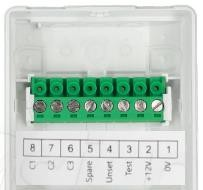 8 7 6 5 4 3 2 1
C1 C2 C3 Spare Unset Test +12V 0V